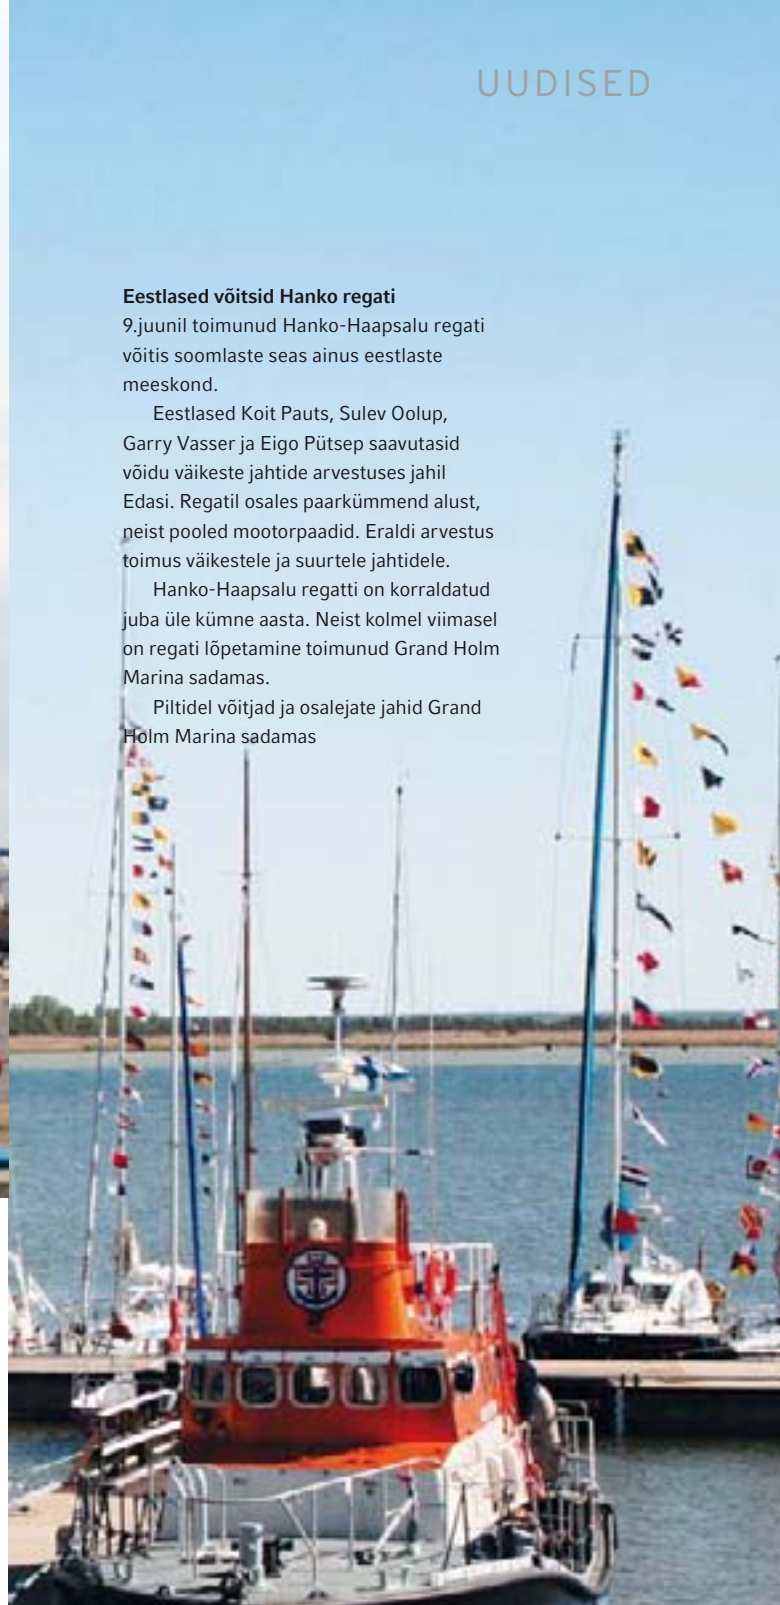 UUDISED
Eestlased võitsid Hanko regati
9.juunil toimunud Hanko-Haapsalu regati
võitis soomlaste seas ainus eestlaste
meeskond.
Eestlased Koit Pauts, Sulev Oolup,
Garry Vasser ja Eigo Pütsep saavutasid
võidu väikeste jahtide arvestuses jahil
Edasi. Regatil osales paarkümmend alust,
neist pooled mootorpaadid. Eraldi arvestus
toimus väikestele ja suurtele jahtidele.
Hanko-Haapsalu regatti on korraldatud
juba üle kümne aasta. Neist kolmel viimasel
on regati lõpetamine toimunud Grand Holm
Marina sadamas.
Piltidel võitjad ja osalejate jahid Grand
Holm Marina sadamas